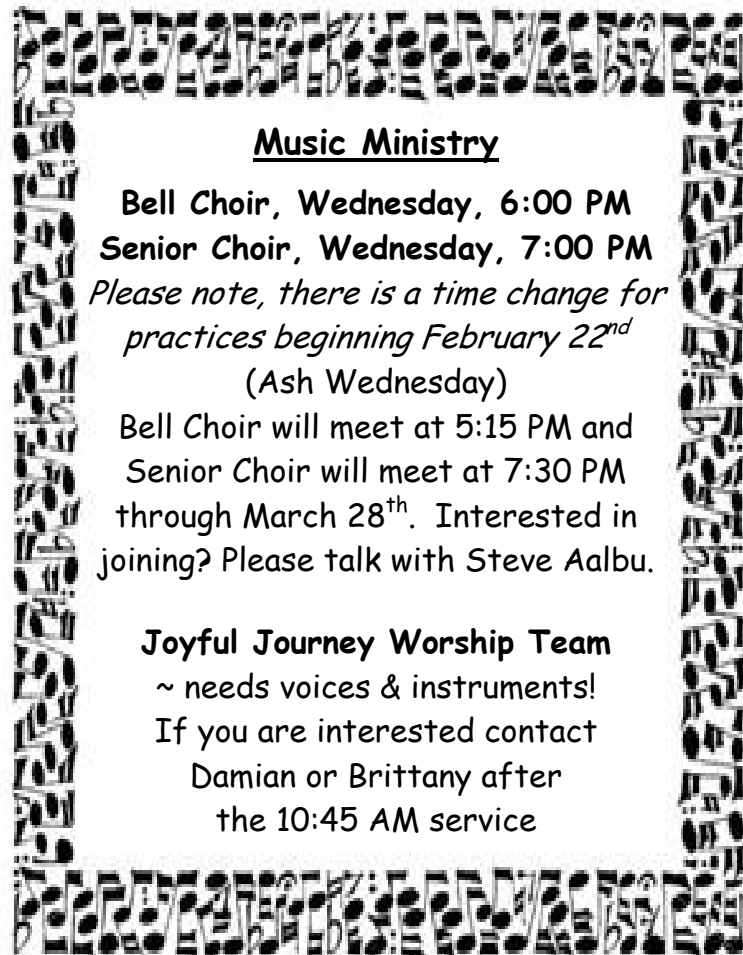 Music Ministry
Bell Choir, Wednesday, 6:00 PM
Senior Choir, Wednesday, 7:00 PM
Please note, there is a time change for
practices beginning February 22nd
(Ash Wednesday)
Bell Choir will meet at 5:15 PM and
Senior Choir will meet at 7:30 PM
through March 28th.  Interested in
joining? Please talk with Steve Aalbu.
Joyful Journey Worship Team
~ needs voices & instruments!
If you are interested contact
Damian or Brittany after
the 10:45 AM service